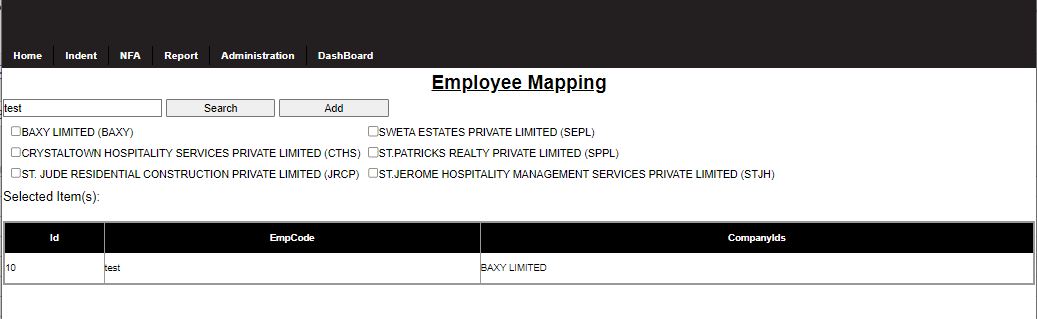 Home Indent NFA Report Administration DashBoard
Employee Mapping
test Search Add
BAXY LIMITED (BAXY) SWETA ESTATES PRIVATE LIMITED (SEPL)
CRYSTALTOWN HOSPITALITY SERVICES PRIVATE LIMITED (CTHS) ST.PATRICKS REALTY PRIVATE LIMITED (SPPL)
ST. JUDE RESIDENTIAL CONSTRUCTION PRIVATE LIMITED (JRCP) ST.JEROME HOSPITALITY MANAGEMENT SERVICES PRIVATE LIMITED (STJH)
Selected Item(s):
Id EmpCode CompanyIds
10 test BAXY LIMITED